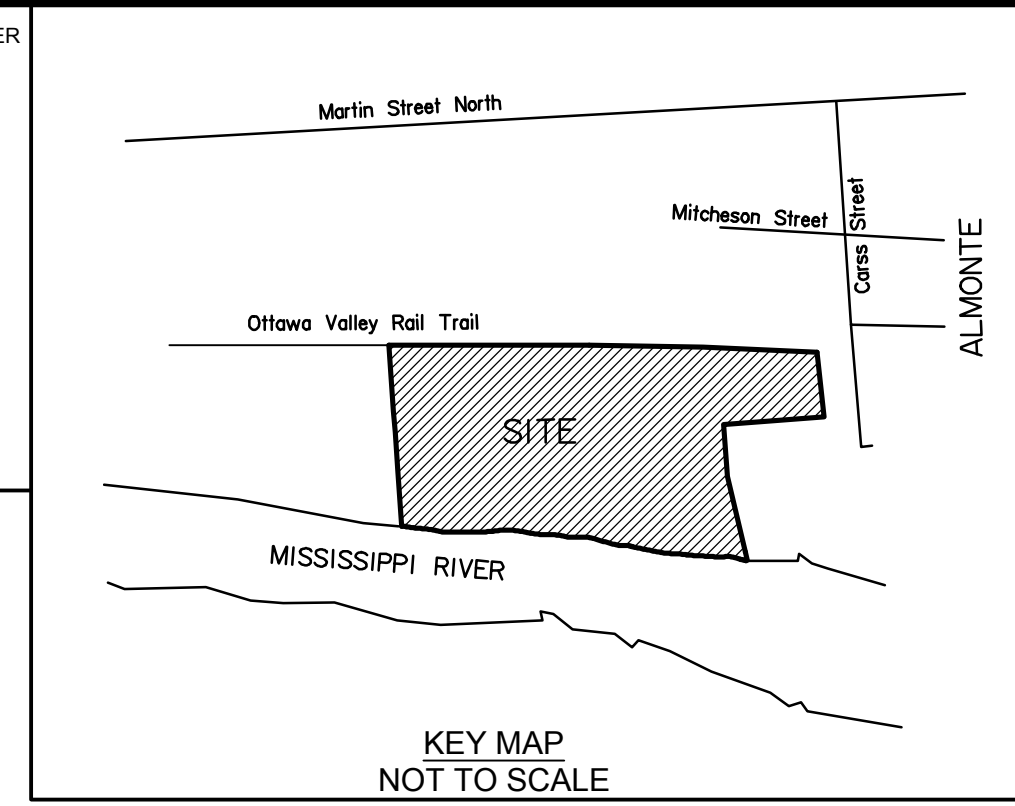 ER
Martin Street North
Mitcheson Street
Carss Street
ALMONTE
Ottawa Valley Rail Trail
SITE
MISSISSIPPI RIVER
KEY MAP
NOT TO SCALE